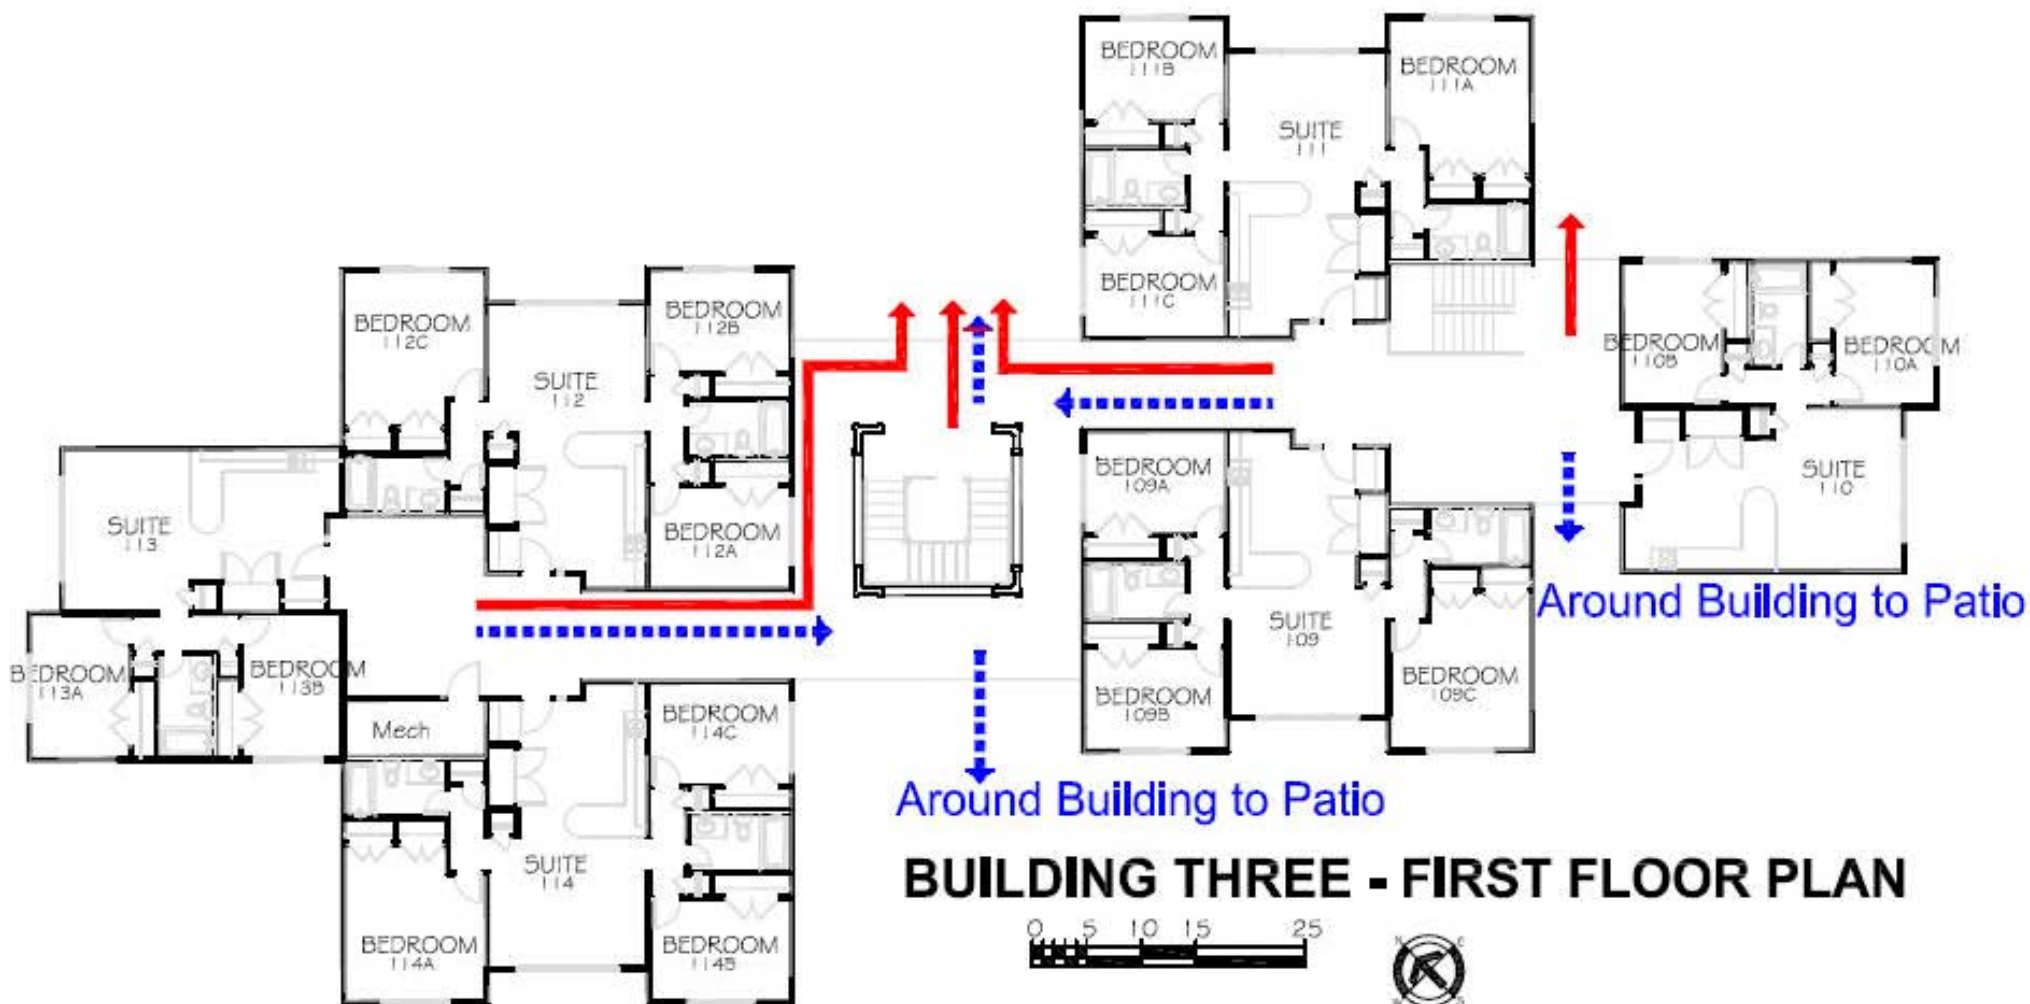 BEDROOM
111B
BEDROOM
111A
SUITE
111
BEDROOM
111C
BEDROOM
112C
BEDROOM
112B
SUITE
112
BEDROOM
112A
BEDROOM
110B
BEDROOM
110A
SUITE
110
BEDROOM
109A
SUITE
113
SUITE
109
BEDROOM
109B
BEDROOM
109C
Around Building to Patio
BEDROOM
113A
BEDROOM
113B
Mech
BEDROOM
114C
Around Building to Patio
SUITE
114
BEDROOM
114A
BEDROOM
114B
BUILDING THREE - FIRST FLOOR PLAN
0 5 10 15 25
N E